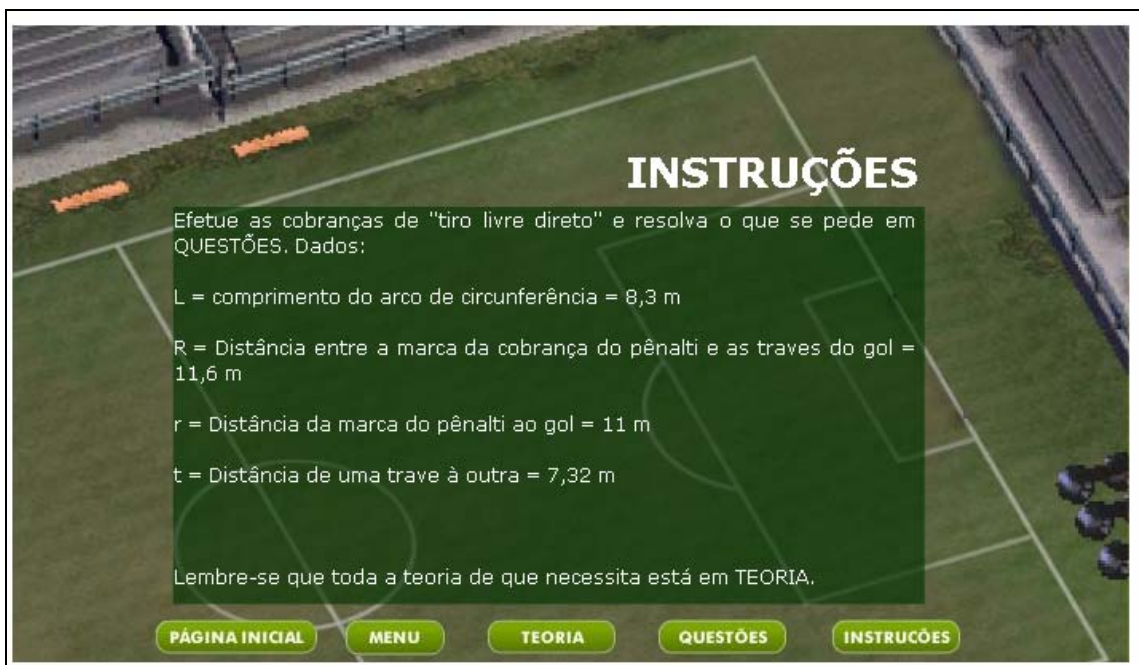 INSTRUÇÕES
Efetue as cobranças de "tiro livre direto" e resolva o que se pede em
QUESTÕES. Dados:
L = comprimento do arco de circunferência = 8,3 m
R = Distância entre a marca da cobrança do pênalti e as traves do gol =
11,6 m
r = Distância da marca do pênalti ao gol = 11 m
t = Distância de uma trave à outra = 7,32 m
Lembre-se que toda a teoria de que necessita está em TEORIA.
PÁGINA INICIAL
MENU
TEORIA
QUESTÕES
INSTRUCÕES